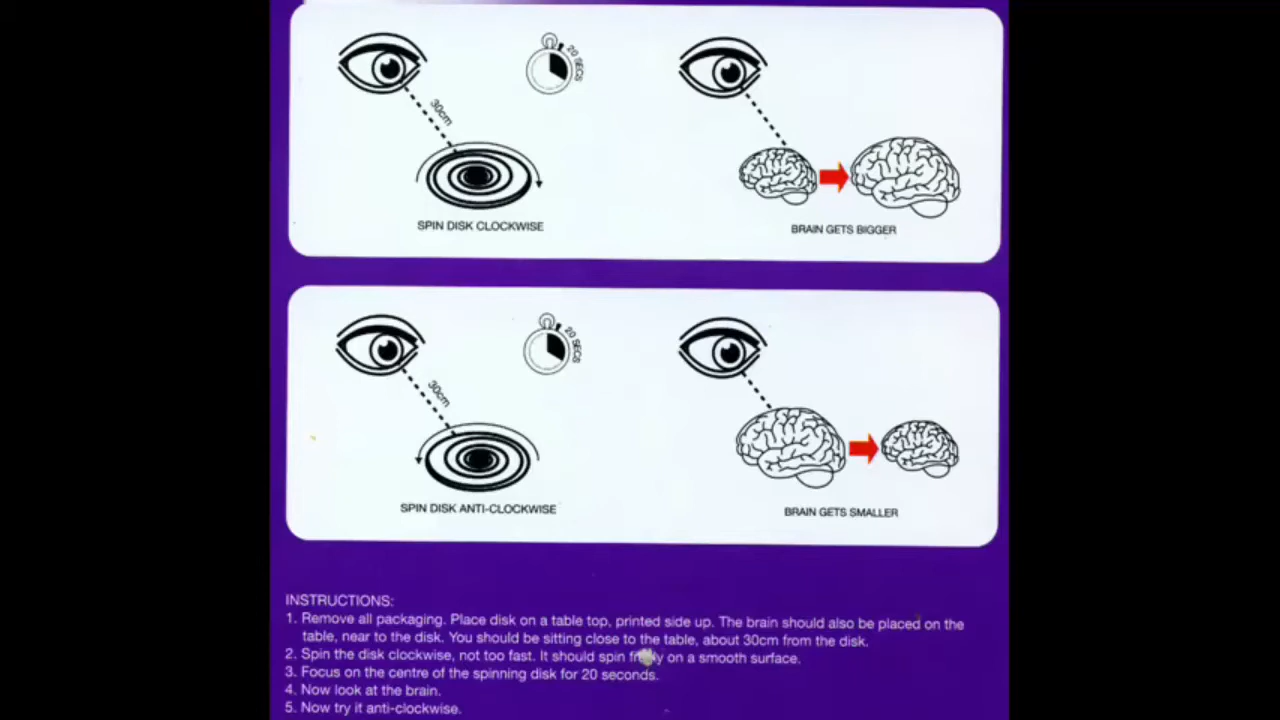 20 SECS
30cm
SPIN DISK CLOCKWISE
BRAIN GETS BIGGER
20 SECS
30cm
SPIN DISK ANTI-CLOCKWISE
BRAIN GETS SMALLER
INSTRUCTIONS:
1. Remove all packaging. Place disk on a table top, printed side up. The brain should also be placed on the
table, near to the disk. You should be sitting close to the table, about 30cm from the disk.
2. Spin the disk clockwise, not too fast. It should spin freely on a smooth surface.
3. Focus on the centre of the spinning disk for 20 seconds.
4. Now look at the brain.
5. Now try it anti-clockwise.